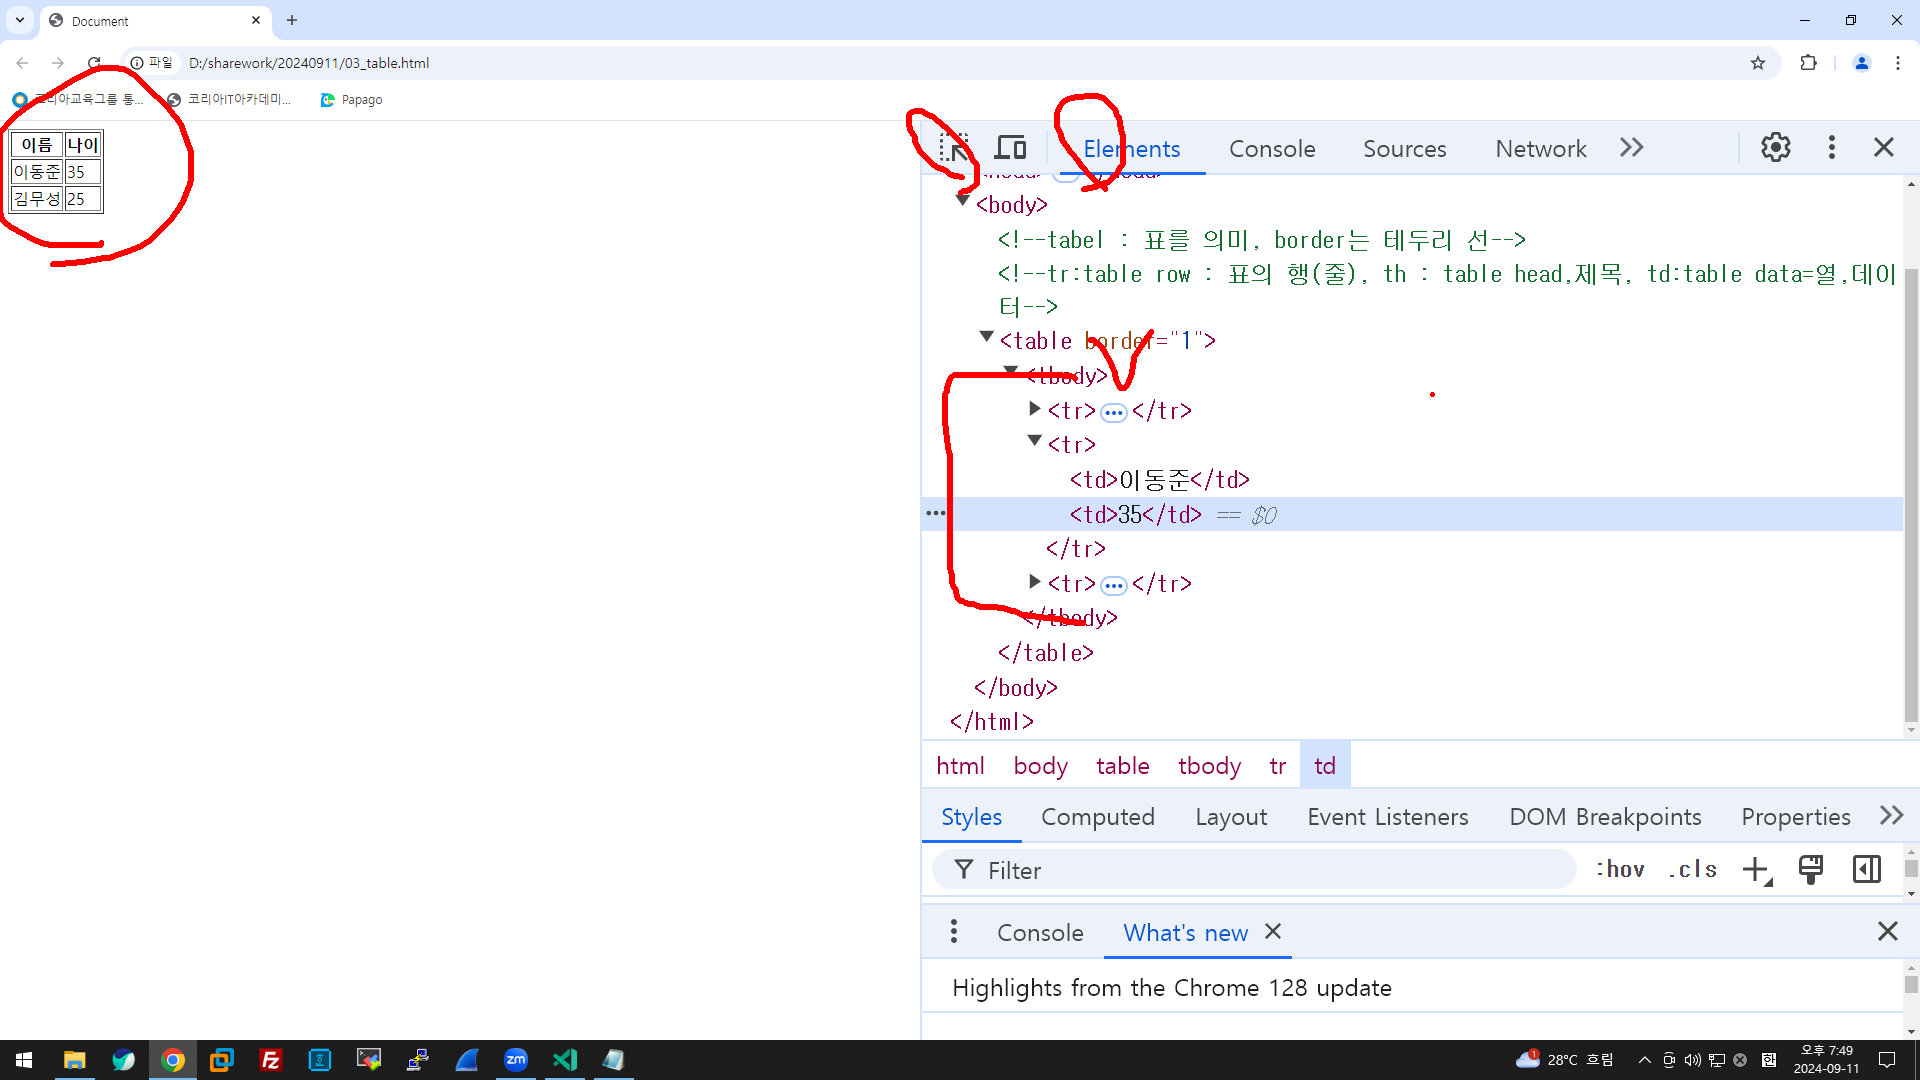 Document
파일 D:/sharework/20240911/03_table.html
코리아교육그룹 통... 코리아IT아카데미... Papago
이름 나이
이동준 35
김무성 25
Elements Console Sources Network
<head> </head>
<body>
<!--tabel : 표를 의미, border는 테두리 선-->
<!--tr:table row : 표의 행(줄), th : table head,제목, td:table data=열,데이
터-->
<table border="1">
<tbody>
<tr> ••• </tr>
<tr>
<td>이동준</td>
<td>35</td> == $0
</tr>
<tr> ••• </tr>
</tbody>
</table>
</body>
</html>
html body table tbody tr td
Styles Computed Layout Event Listeners DOM Breakpoints Properties
Filter :hov .cls
Console What's new
Highlights from the Chrome 128 update
28°C 흐림 한 오후 7:49
2024-09-11